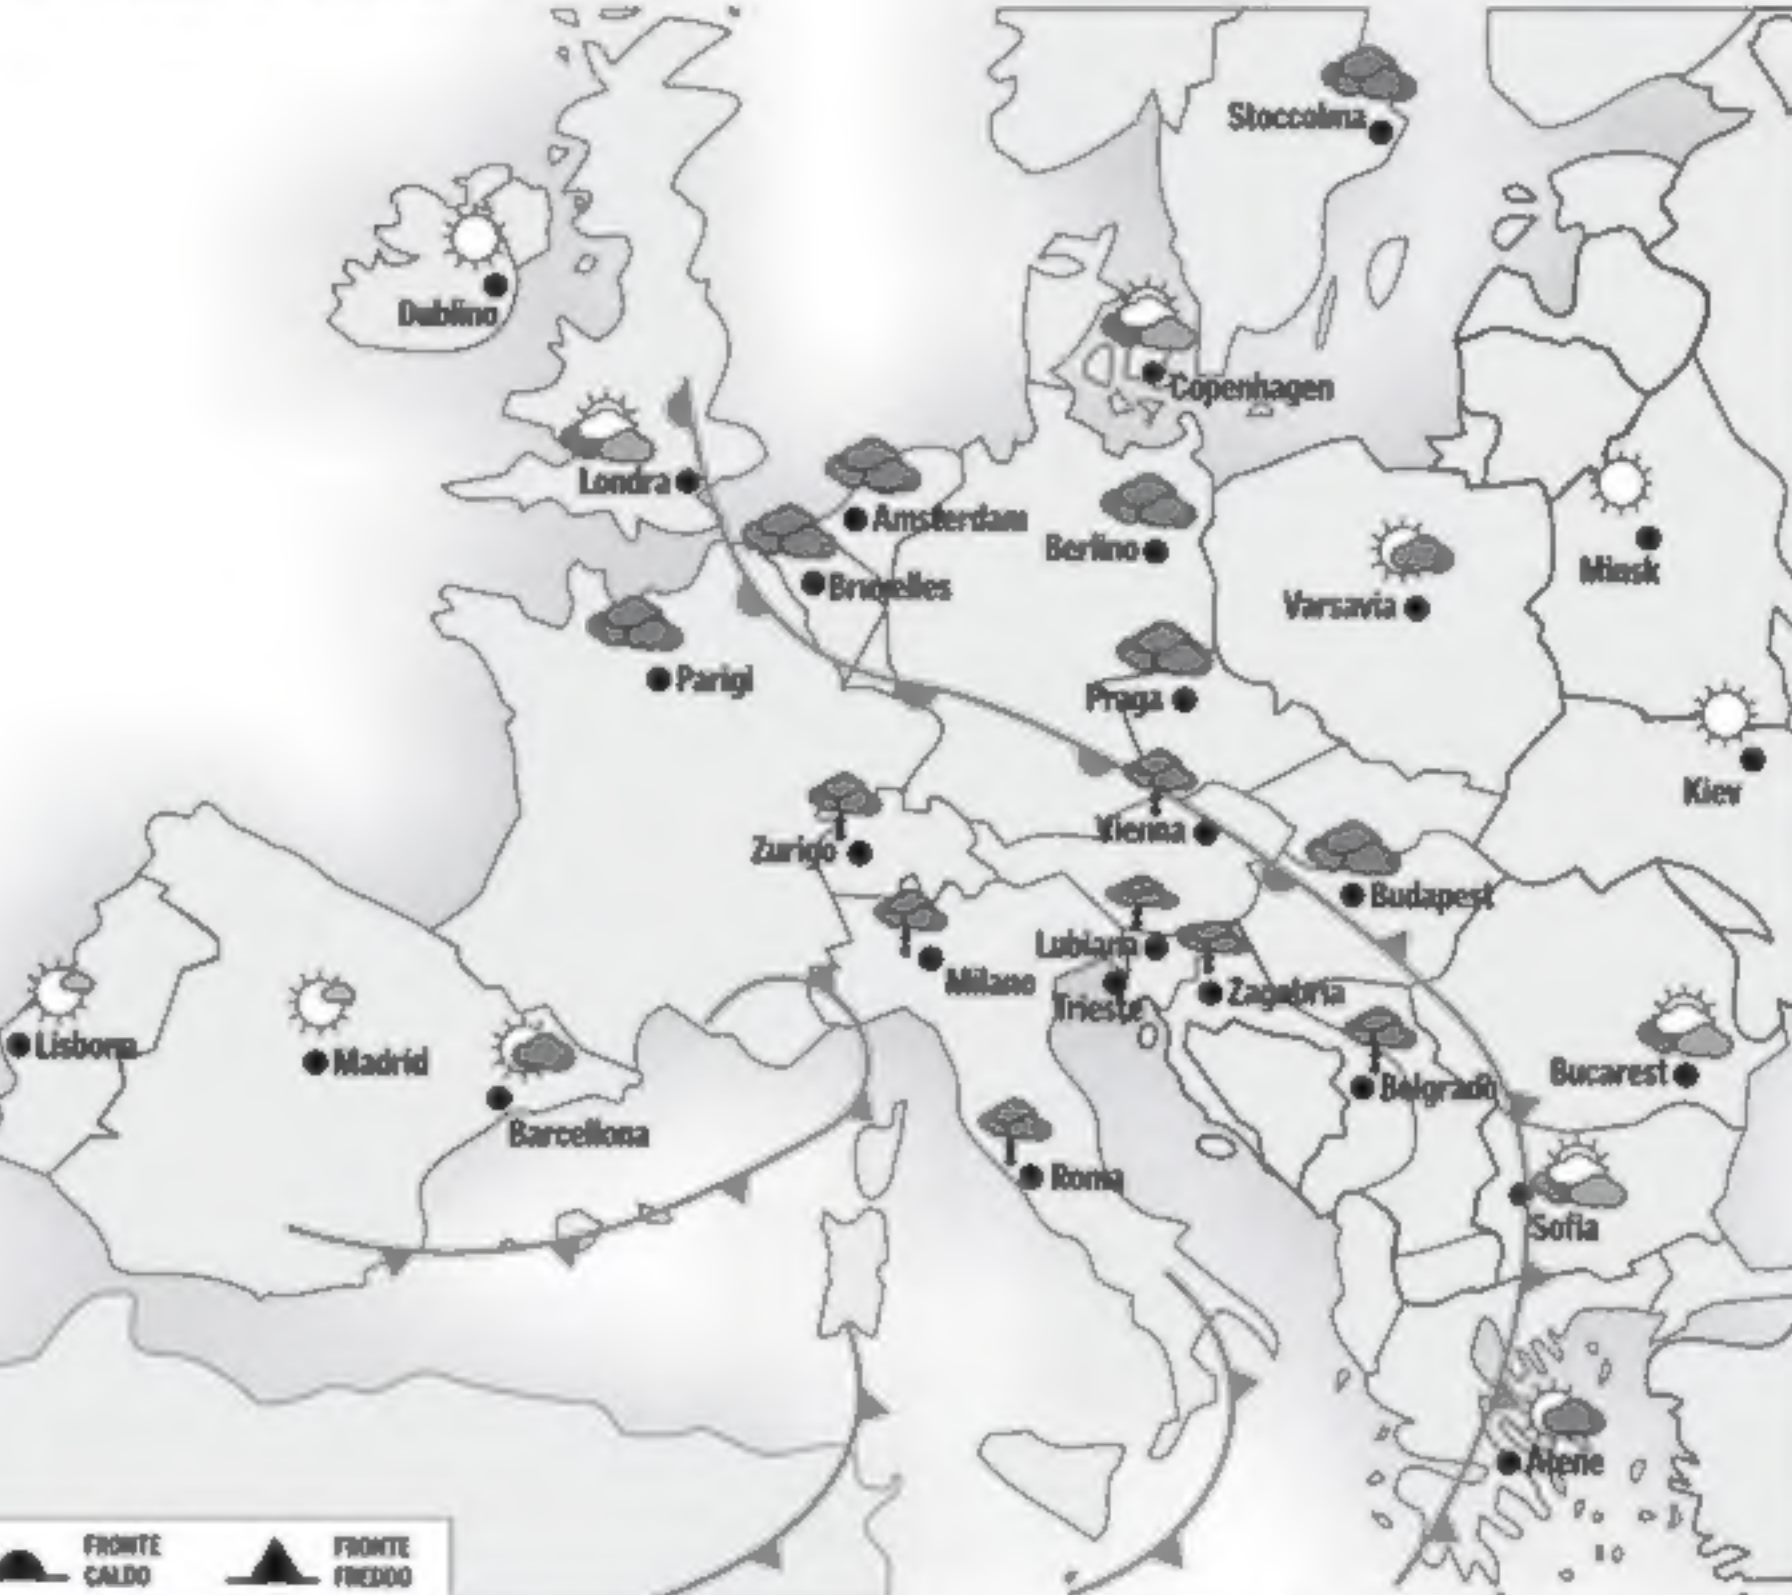 Stoccolma
Dublino
Copenhagen
Londra
Amsterdam
Berlino
Bruxelles
Varsavia
Minsk
Parigi
Praga
Kiev
Vienna
Zurigo
Budapest
Lubiana
Milano
Zagabria
Trieste
Lisbona
Madrid
Bucarest
Belgrado
Barcellona
Roma
Sofia
Atene
FRONTE
CALDO
FRONTE
FREDDO